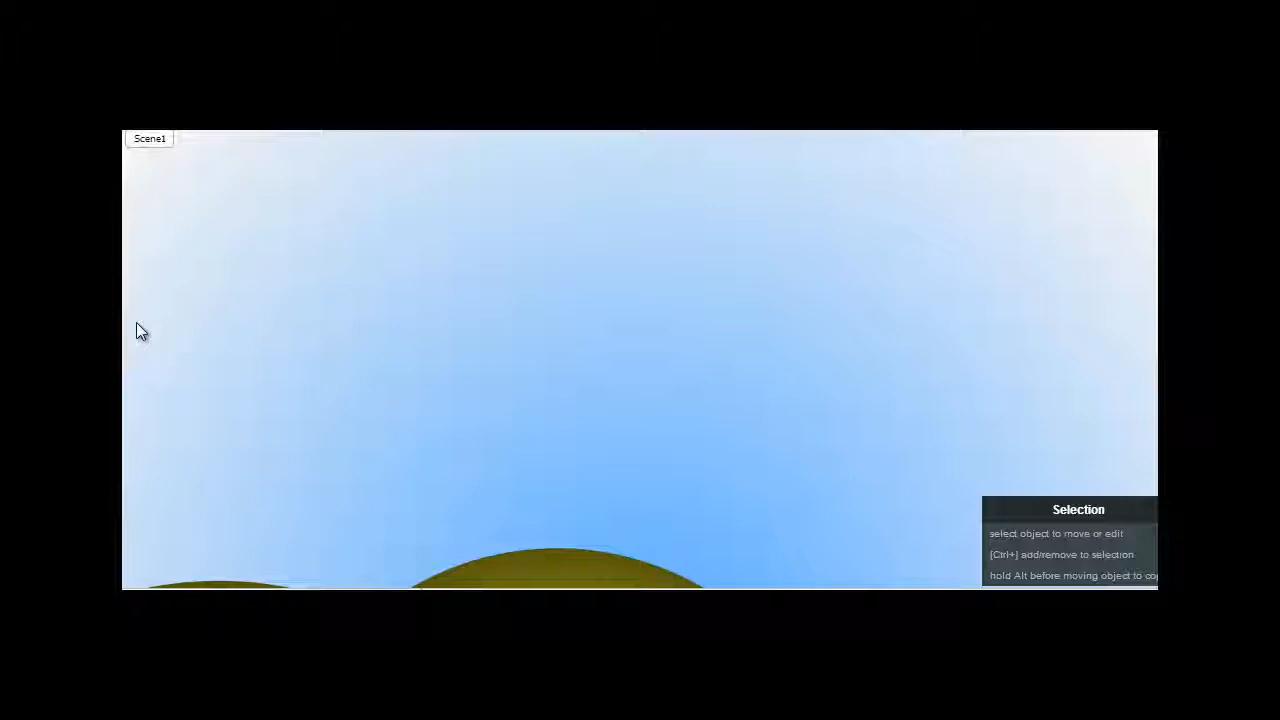 Scene1
Selection
select object to move or edit
[Ctrl+] add/remove to selection
hold Alt before moving object to